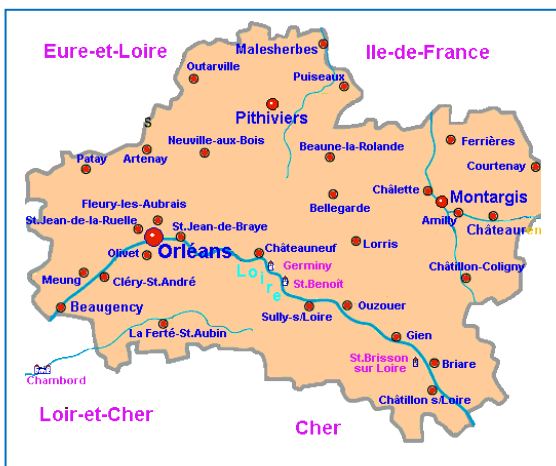 Eure-et-Loire
Malesherbes
Ile-de-France
Outarville
Puiseaux
Pithiviers
S
Neuville-aux-Bois
Ferrières
Patay
Artenay
Beaune-la-Rolande
Courtenay
Châlette
Montargis
Fleury-les-Aubrais
Bellegarde
Amilly
Châteauren
St.Jean-de-la-Ruelle
St.Jean-de-Braye
Orléans
Lorris
Olivet
Châteauneuf
Loire
Germiny
Châtillon-Coligny
Meung
Cléry-St.André
St.Benoît
Beaugency
Sully-s/Loire
Ouzouer
La Ferté-St.Aubin
Gien
St.Brisson
sur Loire
Briare
Chambord
Châtillon s/Loire
Loir-et-Cher
Cher